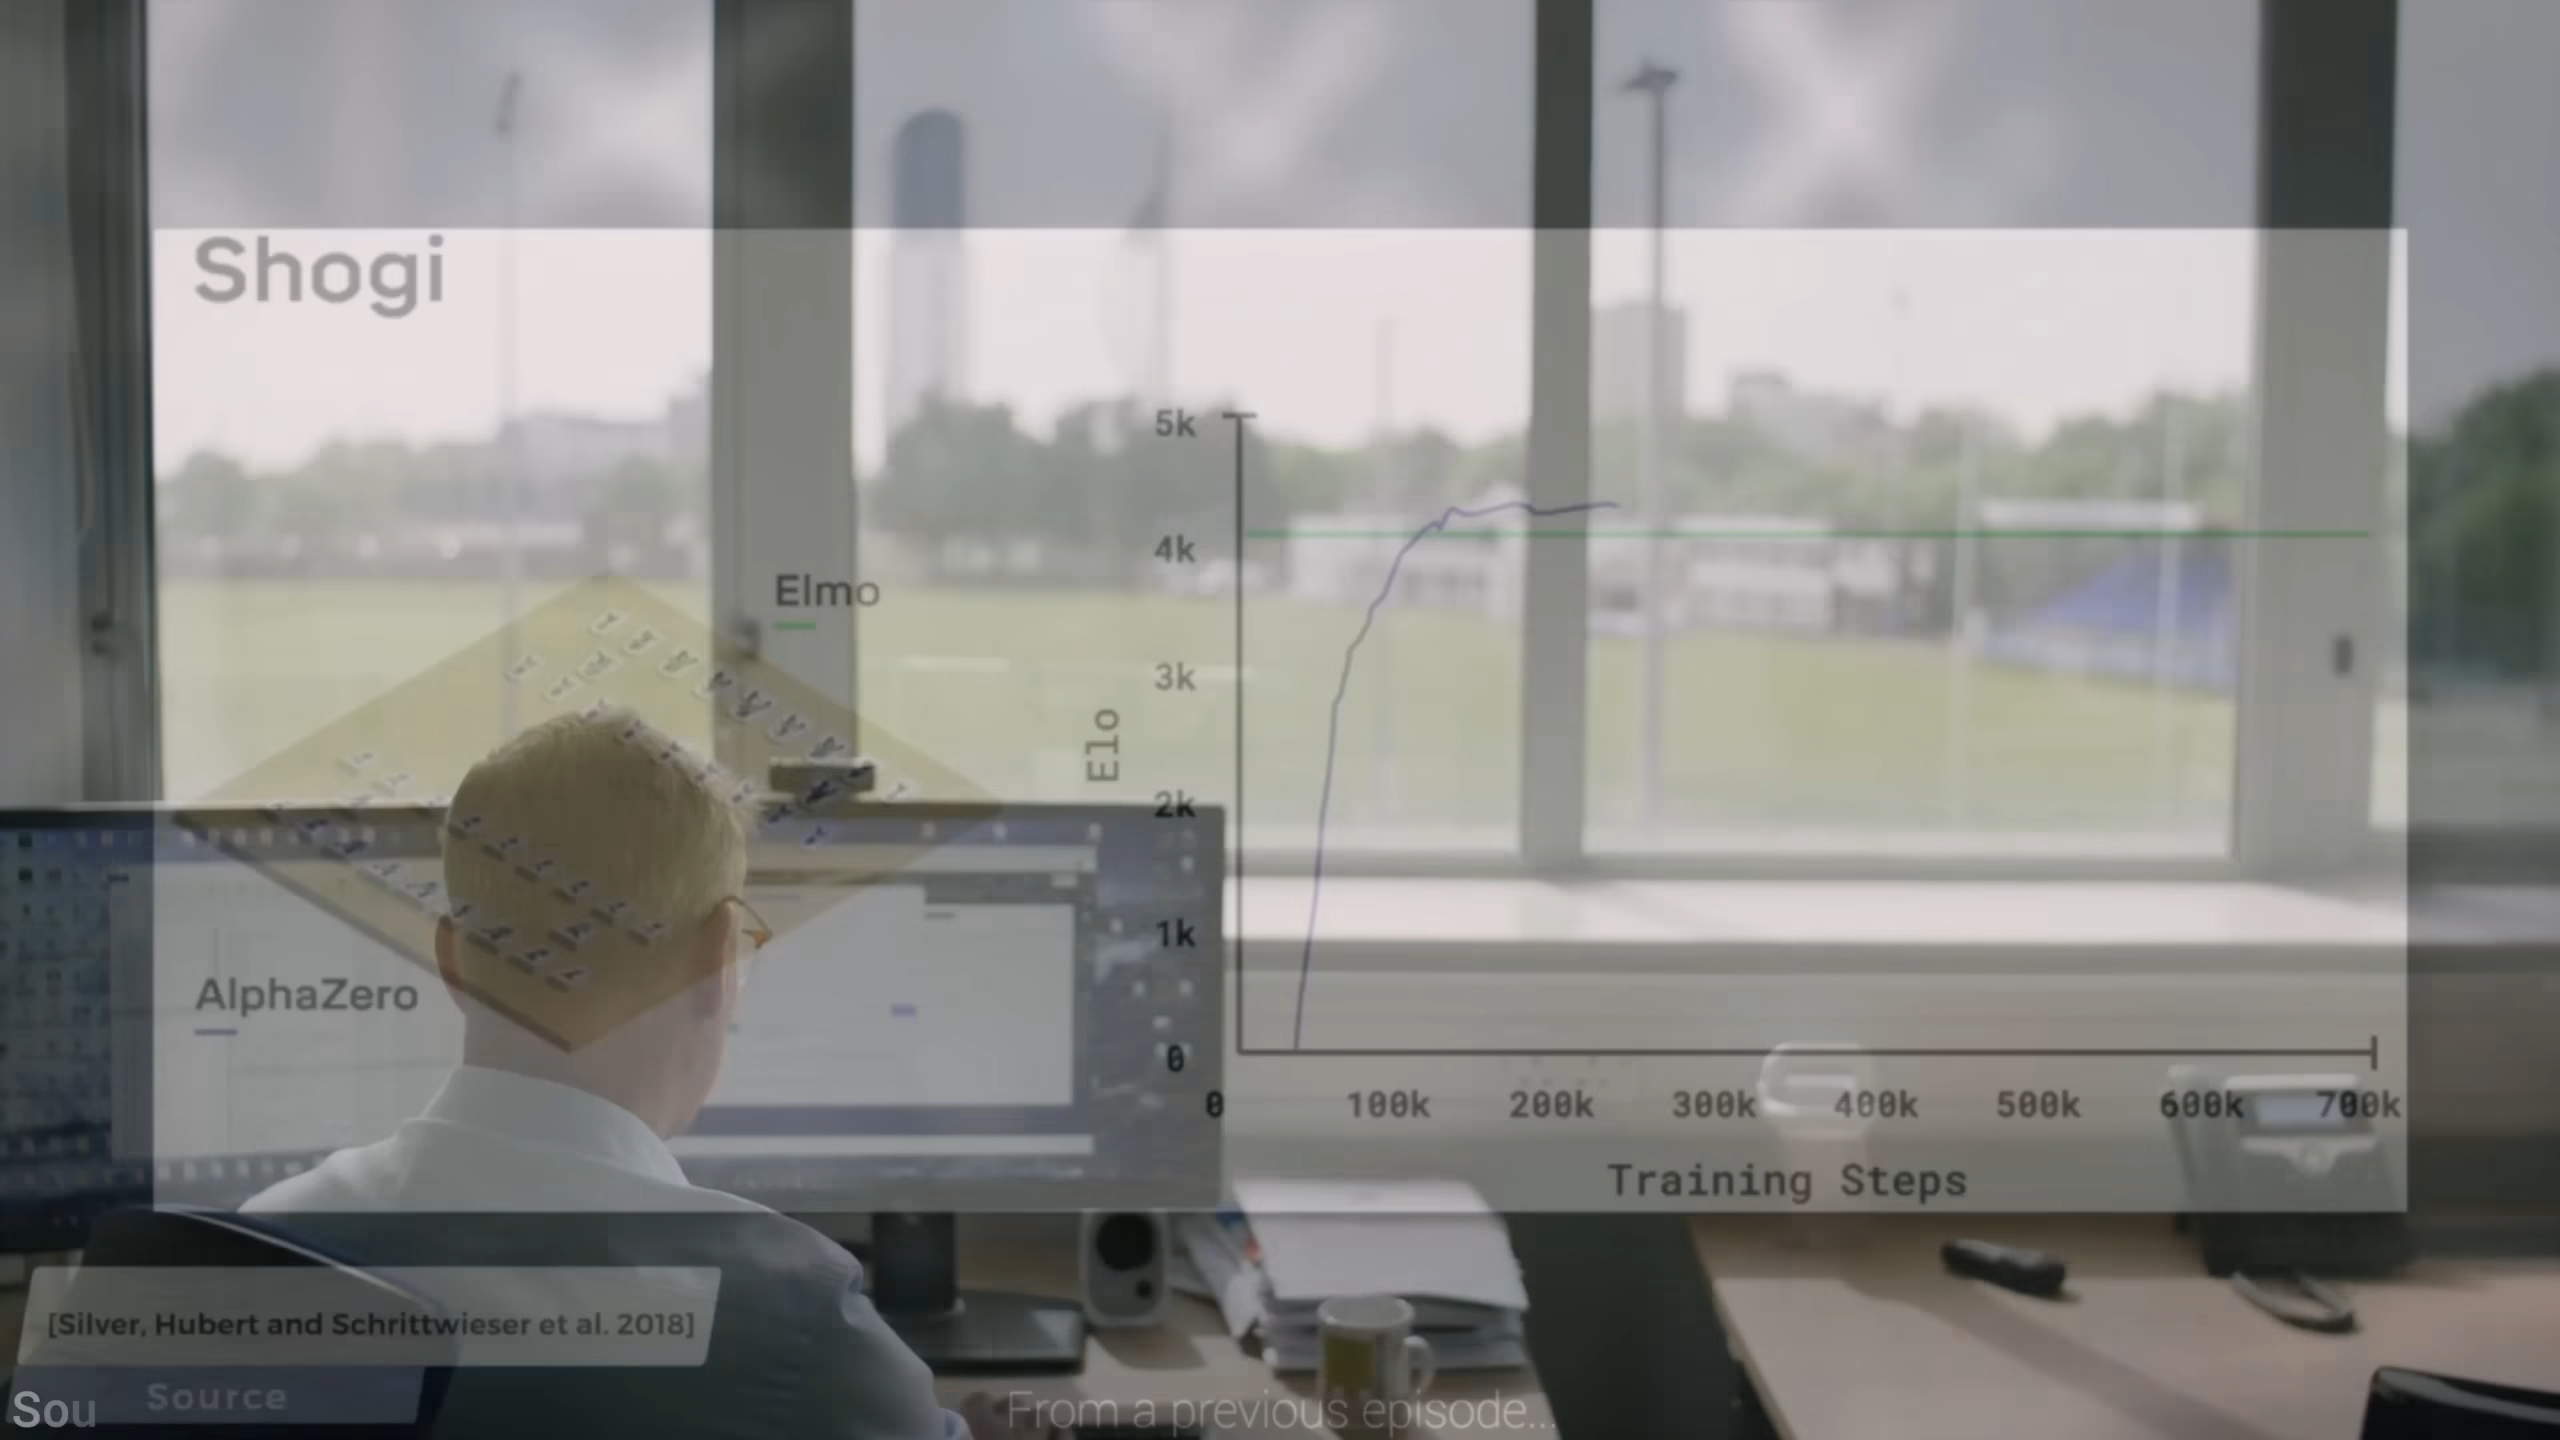 Shogi
Elmo
AlphaZero
5k
4k
3k
2k
1k
0
Elo
0 100k 200k 300k 400k 500k 600k 700k
Training Steps
[Silver, Hubert and Schrittwieser et al. 2018]
Source
Sou
From a previous episode...